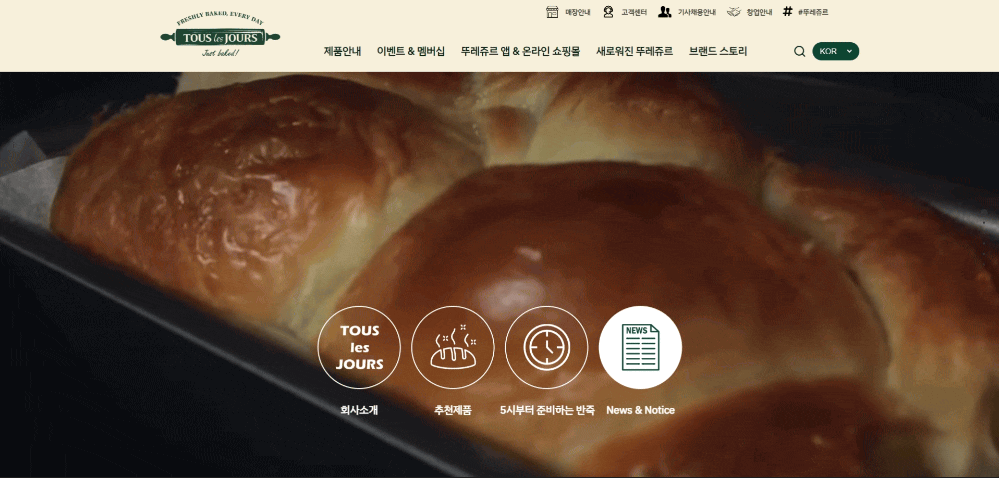 매장안내 고객센터 기사채용안내 창업안내 #뚜레쥬르
FRESHLY BAKED, EVERY DAY
TOUS les JOURS
Just baked!
제품안내 이벤트 & 멤버십 뚜레쥬르 앱 & 온라인 쇼핑몰 새로워진 뚜레쥬르 브랜드 스토리 KOR
TOUS
les
JOURS
NEWS
회사소개 추천제품 5시부터 준비하는 반죽 News & Notice